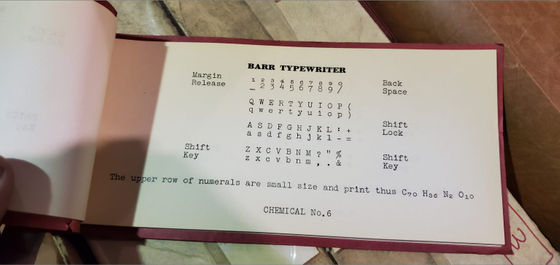 BARR TYPEWRITER
Margin Release
Back Space
1 2 3 4 5 6 7 8 9 0
_ 2 3 4 5 6 7 8 9 /
Q W E R T Y U I O P (
q w e r t y u i o p )
Shift Lock
A S D F G H J K L : +
a s d f g h j k l - =
Shift Key
Z X C V B N M ? " %
z x c v b n m , . &
Shift Key
The upper row of numerals are small size and print thus C₇₀ H₃₆ N₂ O₁₀
CHEMICAL No.6